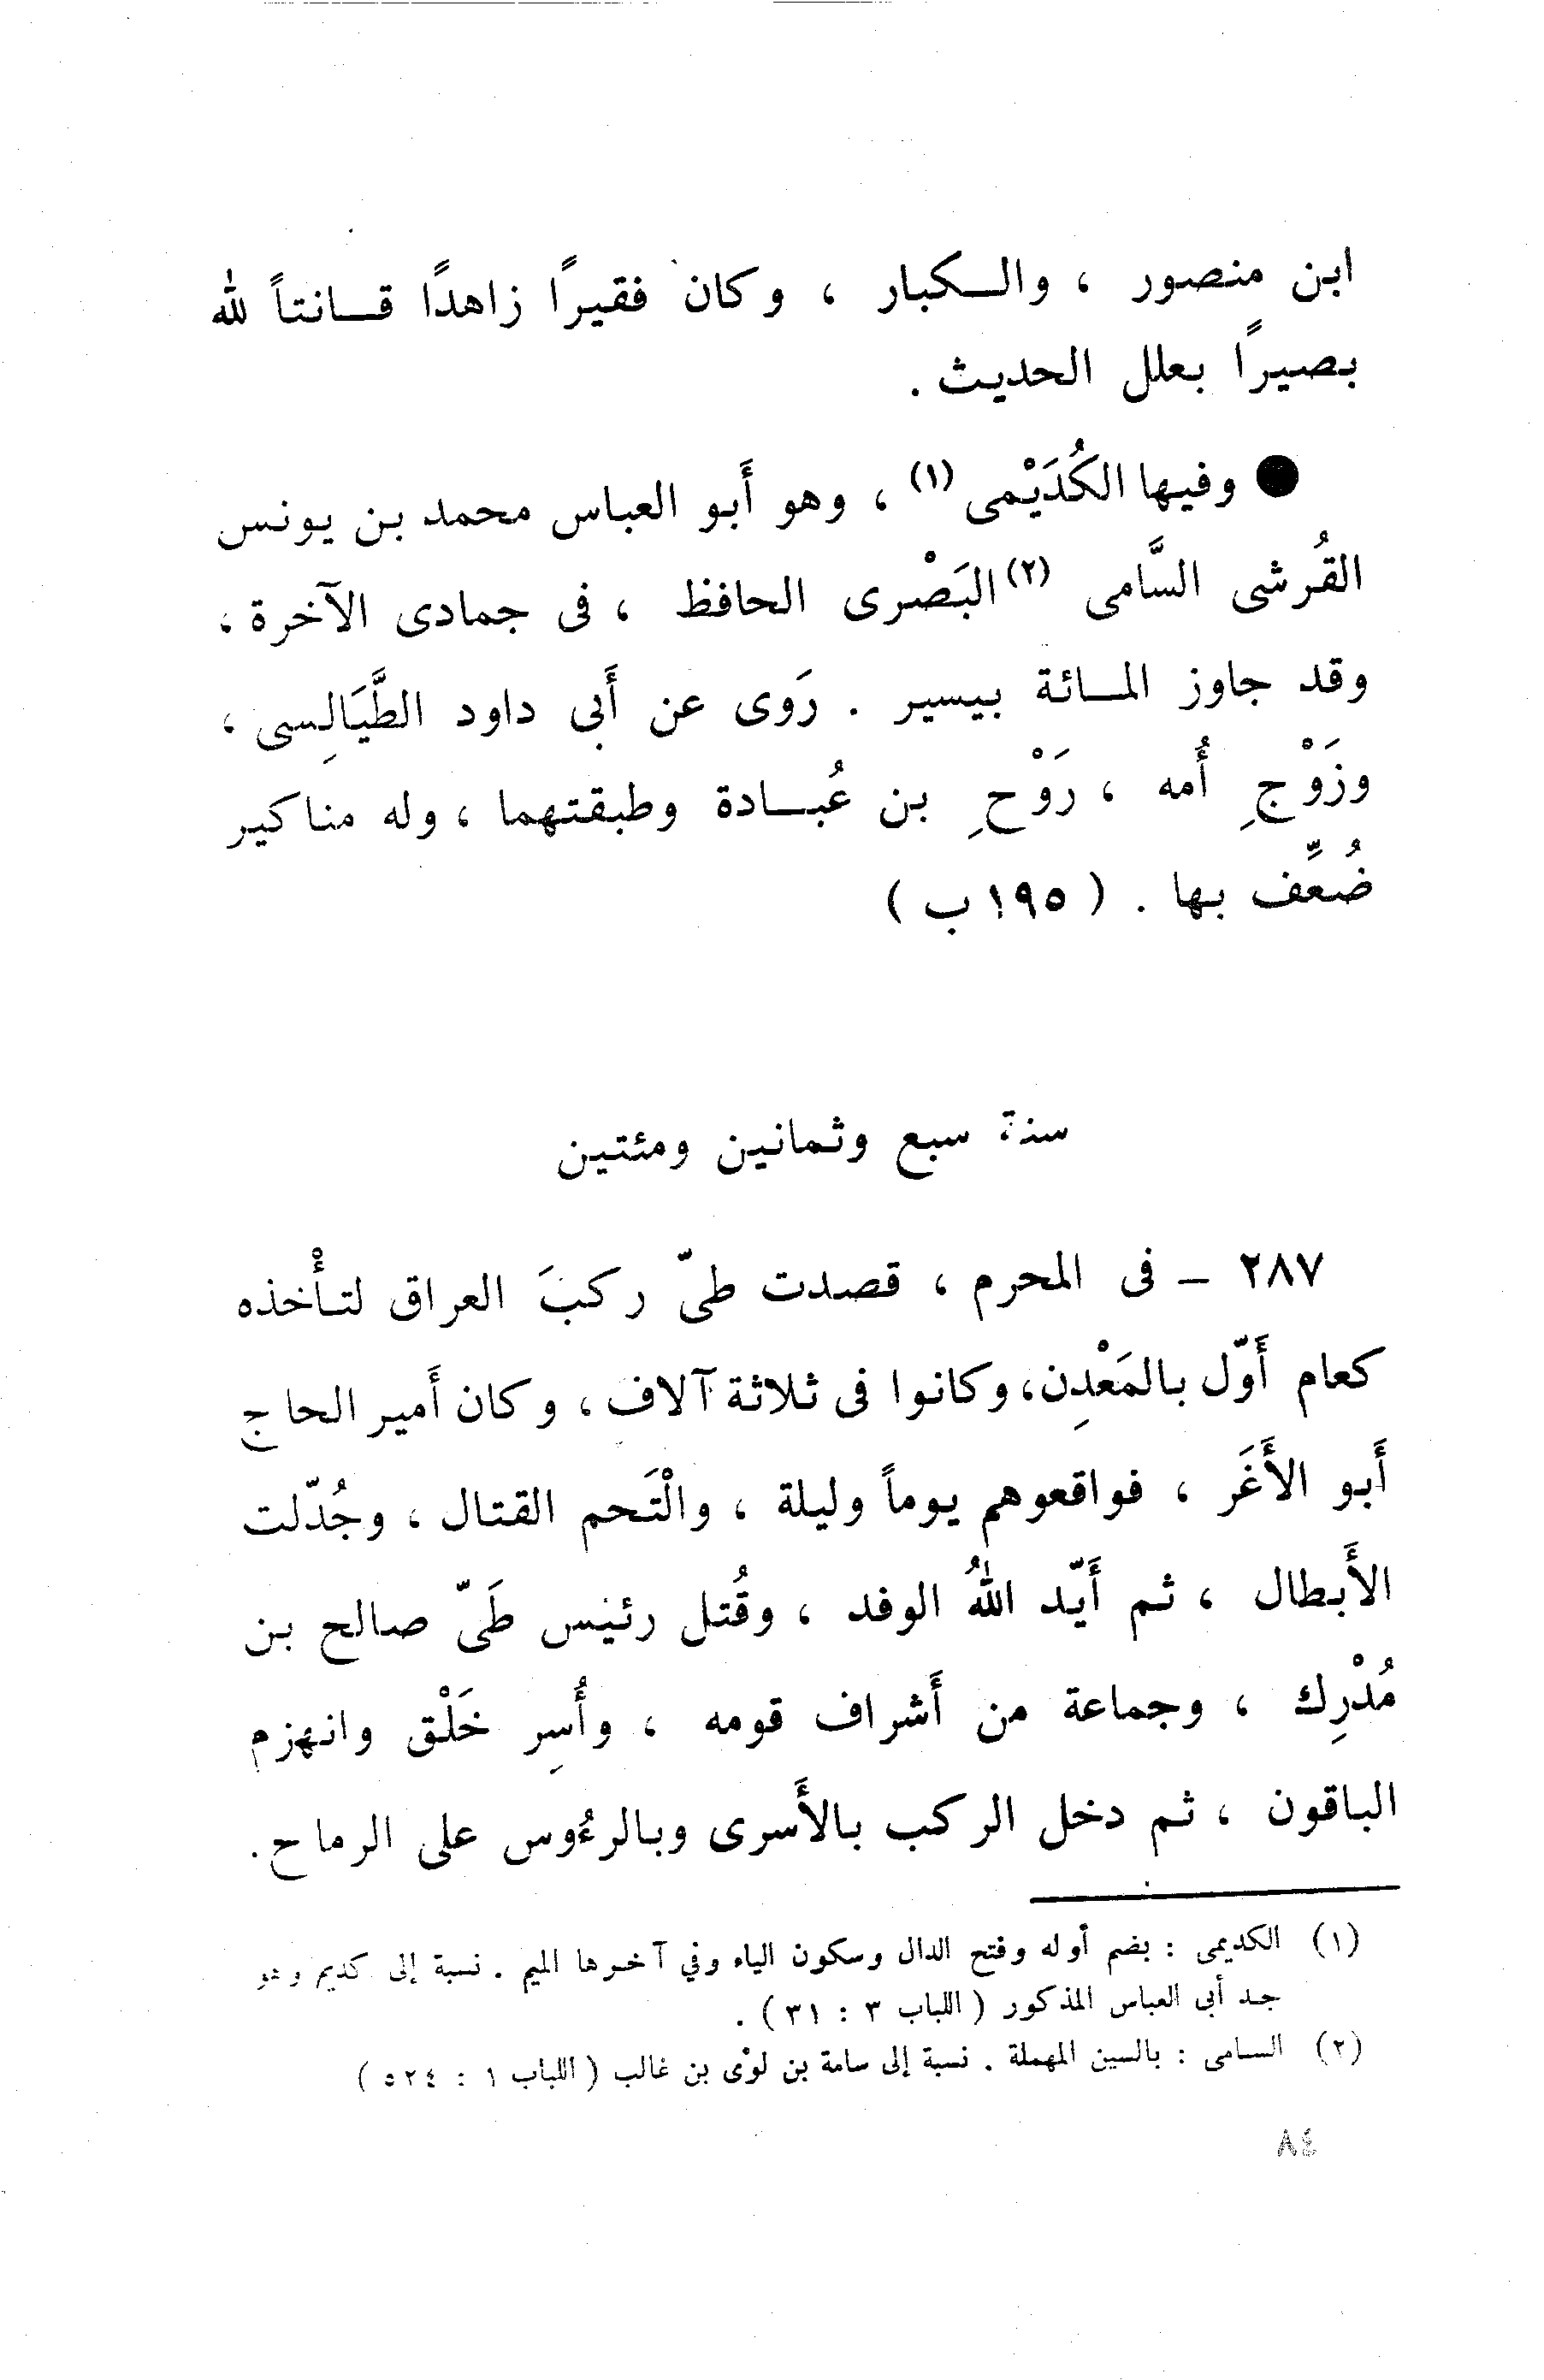 ابن منصور ، والكبار ، وكان فقيرًا زاهدًا قانتاً لله
بصيرًا بعلل الحديث .
● وفيها الكُدَيْمى (١) ، وهو أَبو العباس محمد بن يونس
القُرشى السَّامى (٢) البَصْرى الحافظ ، فى جمادى الآخرة ،
وقد جاوز المائة بيسير . رَوى عن أَبى داود الطَّيَالِسى ،
وزَوْجِ أُمه ، رَوْحِ بن عُبادة وطبقتهما ، وله مناكير
ضُعِّف بها . ( ١٩٥ ب )
سنة سبع وثمانين ومئتين
٢٨٧ – فى المحرم ، قصدت طىّ ركبَ العراق لتأْخذه
كعام أَوّل بالمَعْدِن، وكانوا فى ثلاثة آلاف ، وكان أَمير الحاج
أَبو الأَغَر ، فواقعوهم يوماً وليلة ، والْتَحم القتال ، وجُدّلت
الأَبطال ، ثم أَيّد اللهُ الوفد ، وقُتل رئيس طَىّ صالح بن
مُدْرِك ، وجماعة من أَشراف قومه ، وأُسِر خَلْق وانهزم
الباقون ، ثم دخل الركب بالأَسرى وبالرءُوس على الرماح .
(١) الكديمى : بضم أوله وفتح الدال وسكون الياء وفي آخرها الميم . نسبة إلى كديم وهو
جد أبى العباس المذكور ( اللباب ٣ : ٣١ ) .
(٢) السامى : بالسين المهملة . نسبة إلى سامة بن لؤى بن غالب ( اللباب ١ : ٥٢٤ )
٨٤